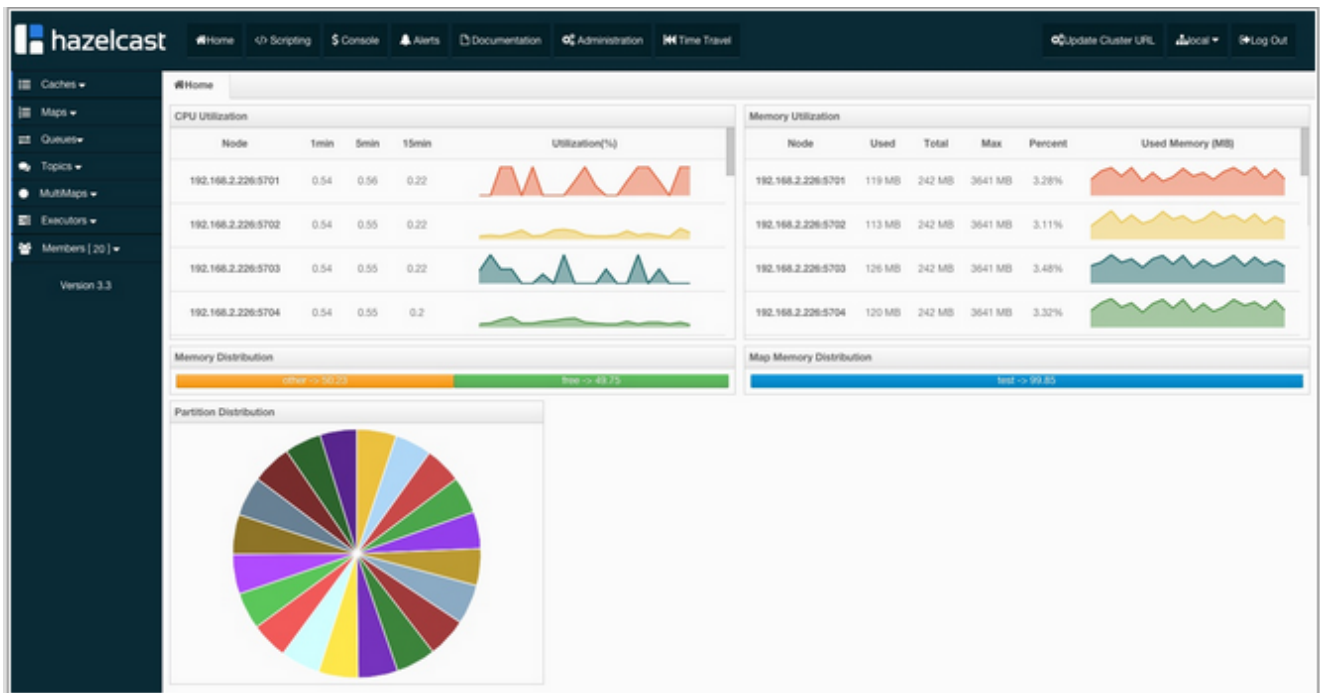 hazelcast
Home </> Scripting $ Console Alerts Documentation Administration Time Travel Update Cluster URL local Log Out
Caches
Maps
Queues
Topics
MultiMaps
Executors
Members [ 20 ]
Version 3.3
Home
CPU Utilization
Node 1min 5min 15min Utilization(%)
192.168.2.226:5701 0.54 0.56 0.22
192.168.2.226:5702 0.54 0.55 0.22
192.168.2.226:5703 0.54 0.55 0.22
192.168.2.226:5704 0.54 0.55 0.2
Memory Utilization
Node Used Total Max Percent Used Memory (MB)
192.168.2.226:5701 119 MB 242 MB 3641 MB 3.28%
192.168.2.226:5702 113 MB 242 MB 3641 MB 3.11%
192.168.2.226:5703 126 MB 242 MB 3641 MB 3.48%
192.168.2.226:5704 120 MB 242 MB 3641 MB 3.32%
Memory Distribution
other -> 50.23 free -> 49.75
Map Memory Distribution
test -> 99.85
Partition Distribution